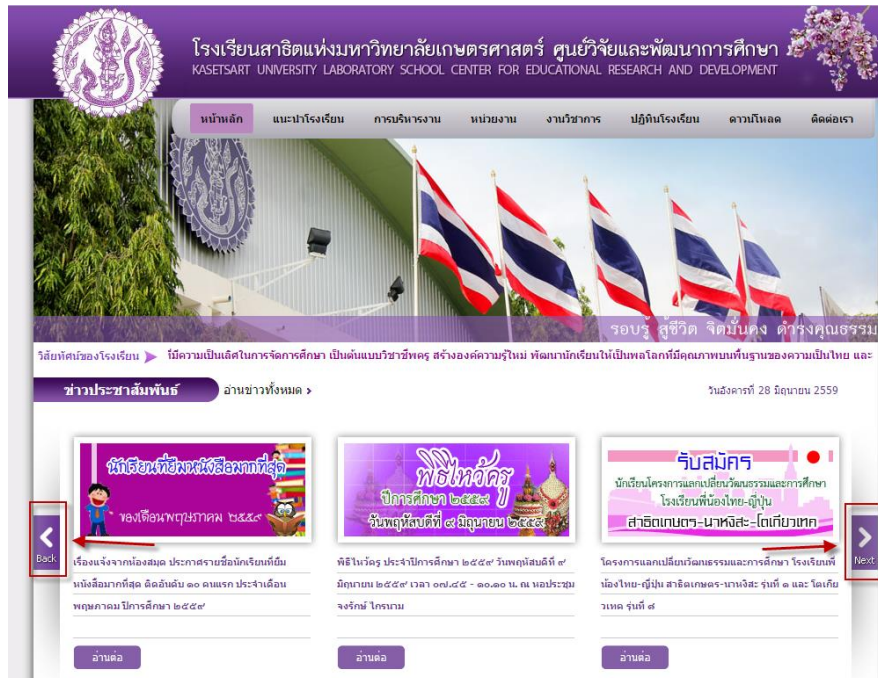 โรงเรียนสาธิตแห่งมหาวิทยาลัยเกษตรศาสตร์ ศูนย์วิจัยและพัฒนาการศึกษา
KASETSART UNIVERSITY LABORATORY SCHOOL CENTER FOR EDUCATIONAL RESEARCH AND DEVELOPMENT
หน้าหลัก แนะนำโรงเรียน การบริหารงาน หน่วยงาน งานวิชาการ ปฏิทินโรงเรียน ดาวน์โหลด ติดต่อเรา
รอบรู้ สู้ชีวิต จิตมั่นคง ดำรงคุณธรรม
วิสัยทัศน์ของโรงเรียน มีความเป็นเลิศในการจัดการศึกษา เป็นต้นแบบวิชาชีพครู สร้างองค์ความรู้ใหม่ พัฒนานักเรียนให้เป็นพลโลกที่มีคุณภาพบนพื้นฐานของความเป็นไทย และ
ข่าวประชาสัมพันธ์ อ่านข่าวทั้งหมด วันอังคารที่ 28 มิถุนายน 2559
นักเรียนที่ยืมหนังสือมากที่สุด
ของเดือนพฤษภาคม ๒๕๕๙
เรื่องแจ้งจากห้องสมุด ประกาศรายชื่อนักเรียนที่ยืม
หนังสือมากที่สุด ติดอันดับ ๑๐ คนแรก ประจำเดือน
พฤษภาคม ปีการศึกษา ๒๕๕๙
อ่านต่อ
พิธีไหว้ครู
ปีการศึกษา ๒๕๕๙
วันพฤหัสบดีที่ ๙ มิถุนายน ๒๕๕๙
พิธีไหว้ครู ประจำปีการศึกษา ๒๕๕๙ วันพฤหัสบดีที่ ๙
มิถุนายน ๒๕๕๙ เวลา ๐๗.๔๕ - ๑๐.๑๐ น. ณ หอประชุม
จงรักษ์ ไกรนาม
อ่านต่อ
รับสมัคร
นักเรียนโครงการแลกเปลี่ยนวัฒนธรรมและการศึกษา
โรงเรียนพี่น้องไทย-ญี่ปุ่น
สาธิตเกษตร-นาหงิสะ-โตเกียวเทค
โครงการแลกเปลี่ยนวัฒนธรรมและการศึกษา โรงเรียนพี่
น้องไทย-ญี่ปุ่น สาธิตเกษตร-นาหงิสะ รุ่นที่ ๑ และ โตเกีย
วเทค รุ่นที่ ๘
อ่านต่อ
Back
Next